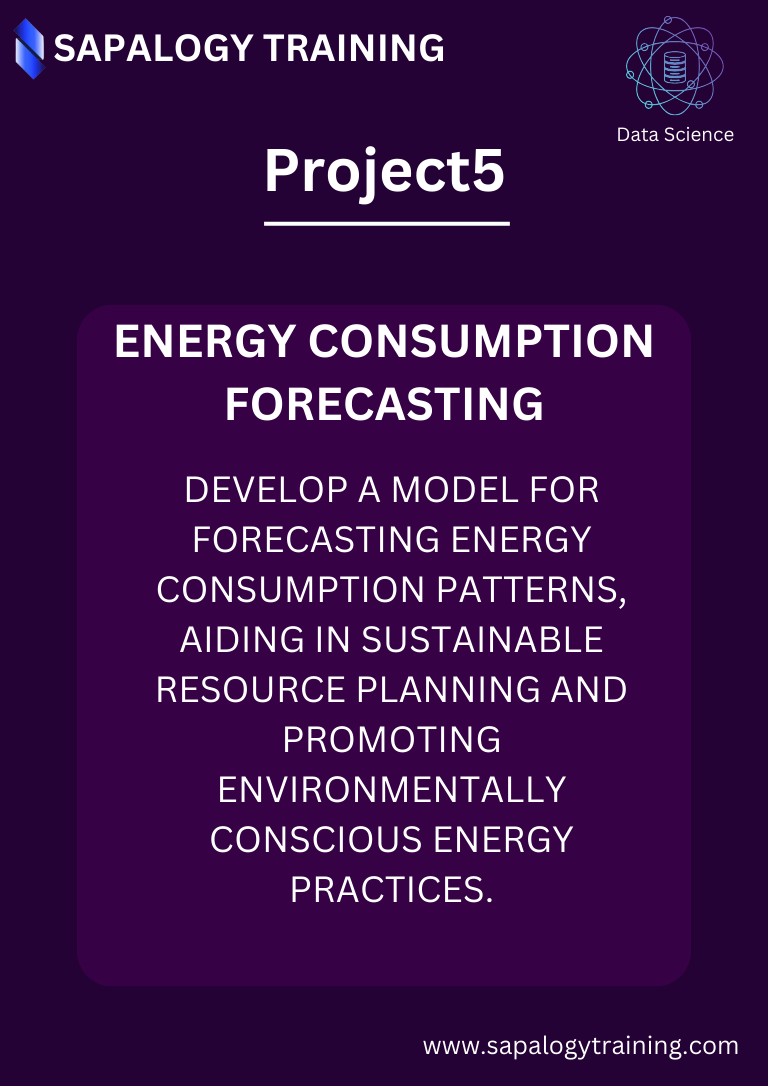 SAPALOGY TRAINING
Data Science
Project5
ENERGY CONSUMPTION
FORECASTING
DEVELOP A MODEL FOR
FORECASTING ENERGY
CONSUMPTION PATTERNS,
AIDING IN SUSTAINABLE
RESOURCE PLANNING AND
PROMOTING
ENVIRONMENTALLY
CONSCIOUS ENERGY
PRACTICES.
www.sapalogytraining.com